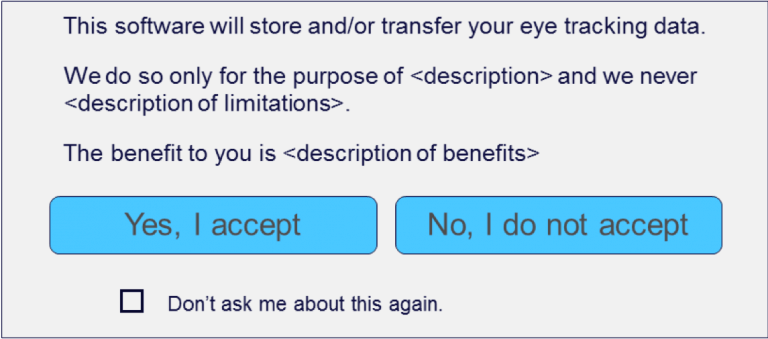 This software will store and/or transfer your eye tracking data.
We do so only for the purpose of <description> and we never
<description of limitations>.
The benefit to you is <description of benefits>
Yes, I accept
No, I do not accept
Don’t ask me about this again.